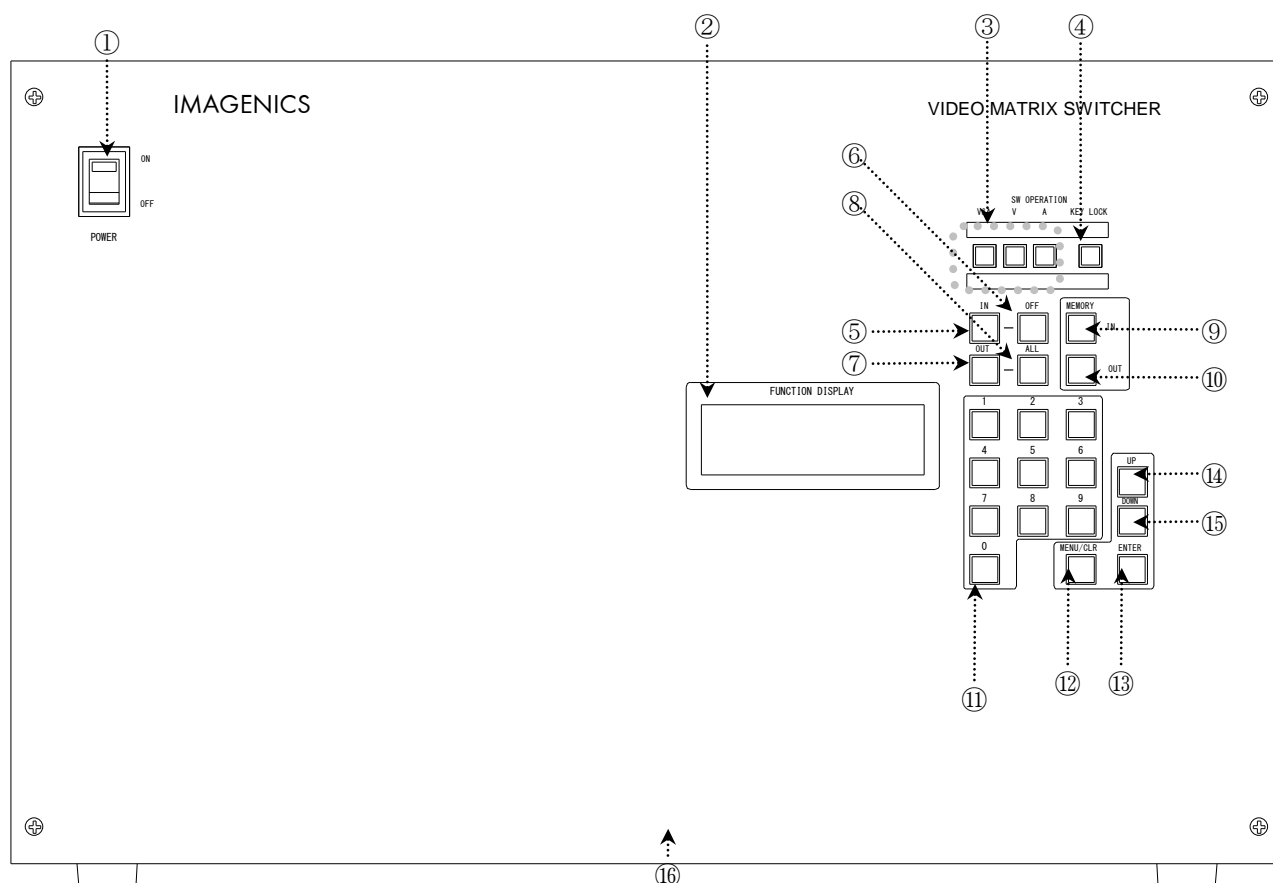 ① ② ③ ④
IMAGENICS
VIDEO MATRIX SWITCHER
ON
OFF
POWER
⑥
⑧
SW OPERATION
V A KEY LOCK
IN OFF MEMORY
⑤ IN ⑨
OUT ALL
⑦ OUT ⑩
FUNCTION DISPLAY
1 2 3
4 5 6
UP
⑭
7 8 9 DOWN
⑮
0 MENU/CLR ENTER
⑪ ⑫ ⑬
⑯